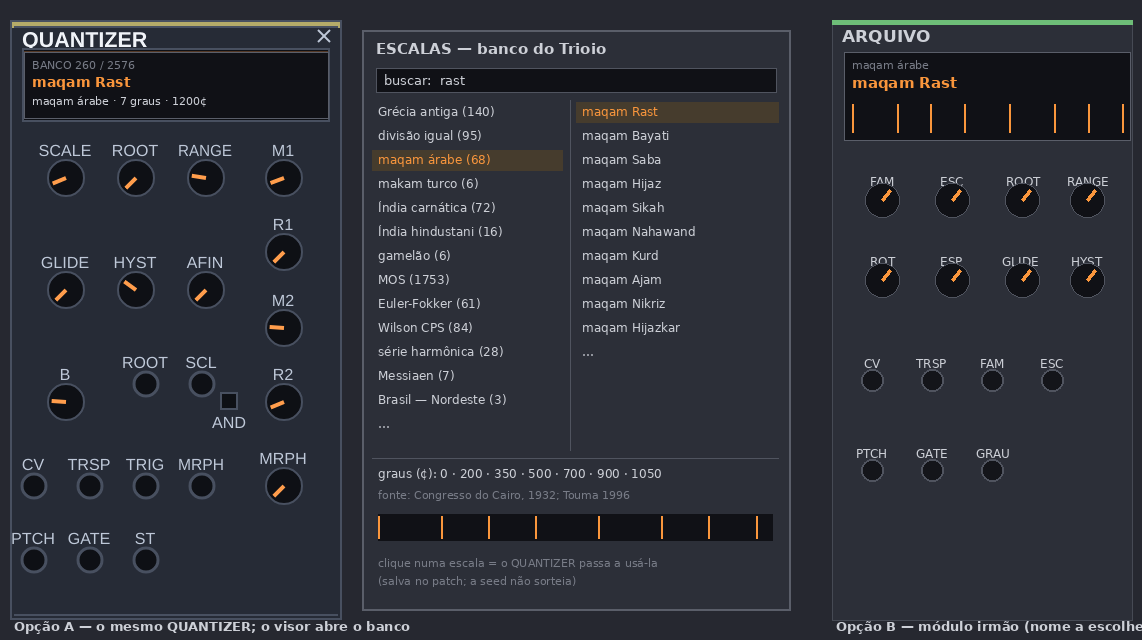 QUANTIZER
BANCO 260 / 2576
maqam Rast
maqam árabe · 7 graus · 1200¢
SCALE ROOT RANGE M1
R1
GLIDE HYST AFIN
M2
ROOT SCL
B R2
AND
CV TRSP TRIG MRPH MRPH
PTCH GATE ST
Opção A — o mesmo QUANTIZER; o visor abre o banco
ESCALAS — banco do Trioio
buscar: rast
Grécia antiga (140)
divisão igual (95)
maqam árabe (68)
makam turco (6)
Índia carnática (72)
Índia hindustani (16)
gamelão (6)
MOS (1753)
Euler-Fokker (61)
Wilson CPS (84)
série harmônica (28)
Messiaen (7)
Brasil — Nordeste (3)
...
maqam Rast
maqam Bayati
maqam Saba
maqam Hijaz
maqam Sikah
maqam Nahawand
maqam Kurd
maqam Ajam
maqam Nikriz
maqam Hijazkar
...
graus (¢): 0 · 200 · 350 · 500 · 700 · 900 · 1050
fonte: Congresso do Cairo, 1932; Touma 1996
clique numa escala = o QUANTIZER passa a usá-la
(salva no patch; a seed não sorteia)
ARQUIVO
maqam árabe
maqam Rast
FAM ESC ROOT RANGE
ROT ESP GLIDE HYST
CV TRSP FAM ESC
PTCH GATE GRAU
Opção B — módulo irmão (nome a escolhe